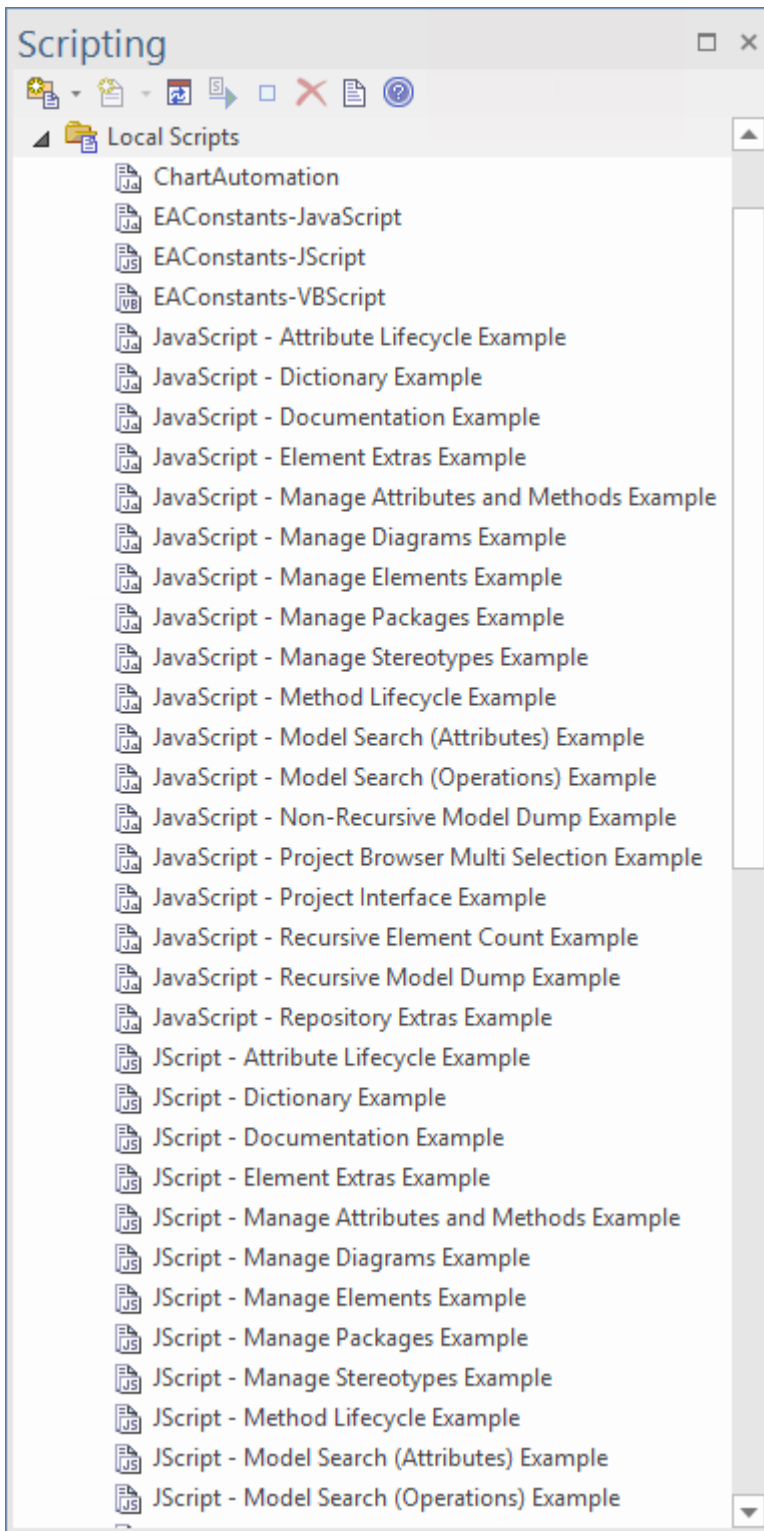 Scripting
Local Scripts
ChartAutomation
EAConstants-JavaScript
EAConstants-JScript
EAConstants-VBScript
JavaScript - Attribute Lifecycle Example
JavaScript - Dictionary Example
JavaScript - Documentation Example
JavaScript - Element Extras Example
JavaScript - Manage Attributes and Methods Example
JavaScript - Manage Diagrams Example
JavaScript - Manage Elements Example
JavaScript - Manage Packages Example
JavaScript - Manage Stereotypes Example
JavaScript - Method Lifecycle Example
JavaScript - Model Search (Attributes) Example
JavaScript - Model Search (Operations) Example
JavaScript - Non-Recursive Model Dump Example
JavaScript - Project Browser Multi Selection Example
JavaScript - Project Interface Example
JavaScript - Recursive Element Count Example
JavaScript - Recursive Model Dump Example
JavaScript - Repository Extras Example
JScript - Attribute Lifecycle Example
JScript - Dictionary Example
JScript - Documentation Example
JScript - Element Extras Example
JScript - Manage Attributes and Methods Example
JScript - Manage Diagrams Example
JScript - Manage Elements Example
JScript - Manage Packages Example
JScript - Manage Stereotypes Example
JScript - Method Lifecycle Example
JScript - Model Search (Attributes) Example
JScript - Model Search (Operations) Example